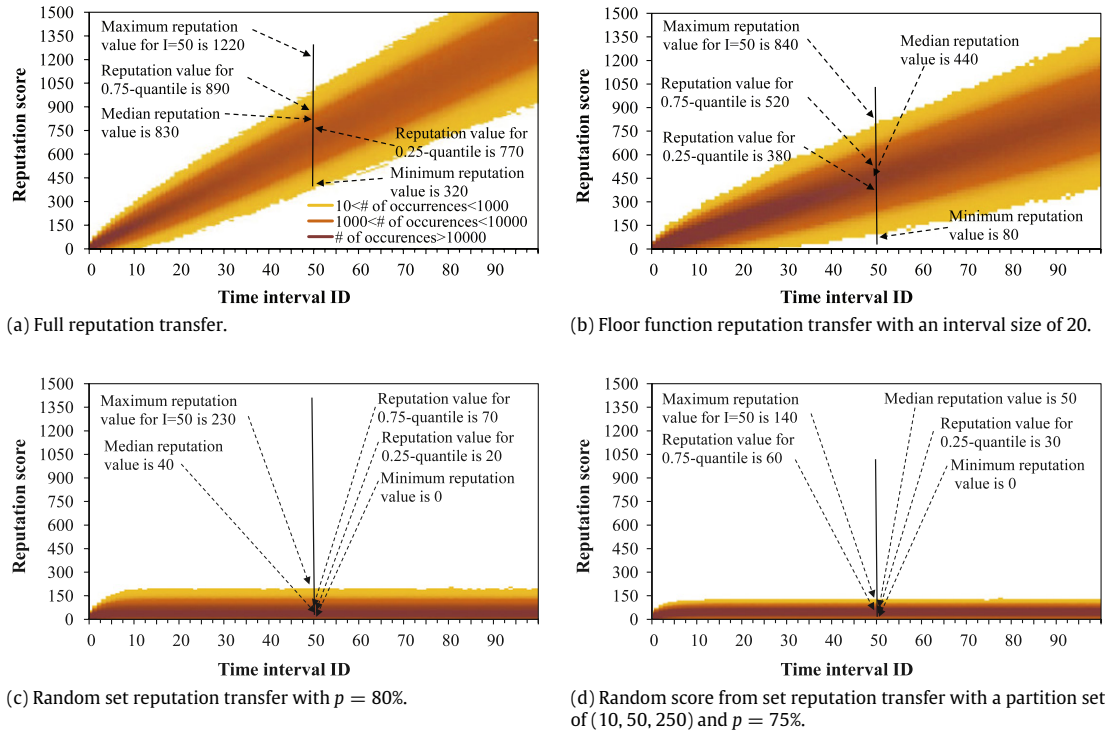 1500
1350
1200
1050
900
750
600
450
300
150
0
Reputation score
Maximum reputation
value for I=50 is 1220
Reputation value for
0.75-quantile is 890
Median reputation
value is 830
Reputation value for
0.25-quantile is 770
Minimum reputation
value is 320
10<# of occurrences<1000
1000<# of occurences<10000
# of occurences>10000
0 10 20 30 40 50 60 70 80 90
Time interval ID
(a) Full reputation transfer.
1500
1350
1200
1050
900
750
600
450
300
150
0
Reputation score
Maximum reputation
value for I=50 is 840
Median reputation
value is 440
Reputation value for
0.75-quantile is 520
Reputation value for
0.25-quantile is 380
Minimum reputation
value is 80
0 10 20 30 40 50 60 70 80 90
Time interval ID
(b) Floor function reputation transfer with an interval size of 20.
1500
1350
1200
1050
900
750
600
450
300
150
0
Reputation score
Maximum reputation
value for I=50 is 230
Median reputation
value is 40
Reputation value for
0.75-quantile is 70
Reputation value for
0.25-quantile is 20
Minimum reputation
value is 0
0 10 20 30 40 50 60 70 80 90
Time interval ID
(c) Random set reputation transfer with p = 80%.
1500
1350
1200
1050
900
750
600
450
300
150
0
Reputation score
Maximum reputation
value for I=50 is 140
Reputation value for
0.75-quantile is 60
Median reputation value is 50
Reputation value for
0.25-quantile is 30
Minimum reputation
value is 0
0 10 20 30 40 50 60 70 80 90
Time interval ID
(d) Random score from set reputation transfer with a partition set
of (10, 50, 250) and p = 75%.